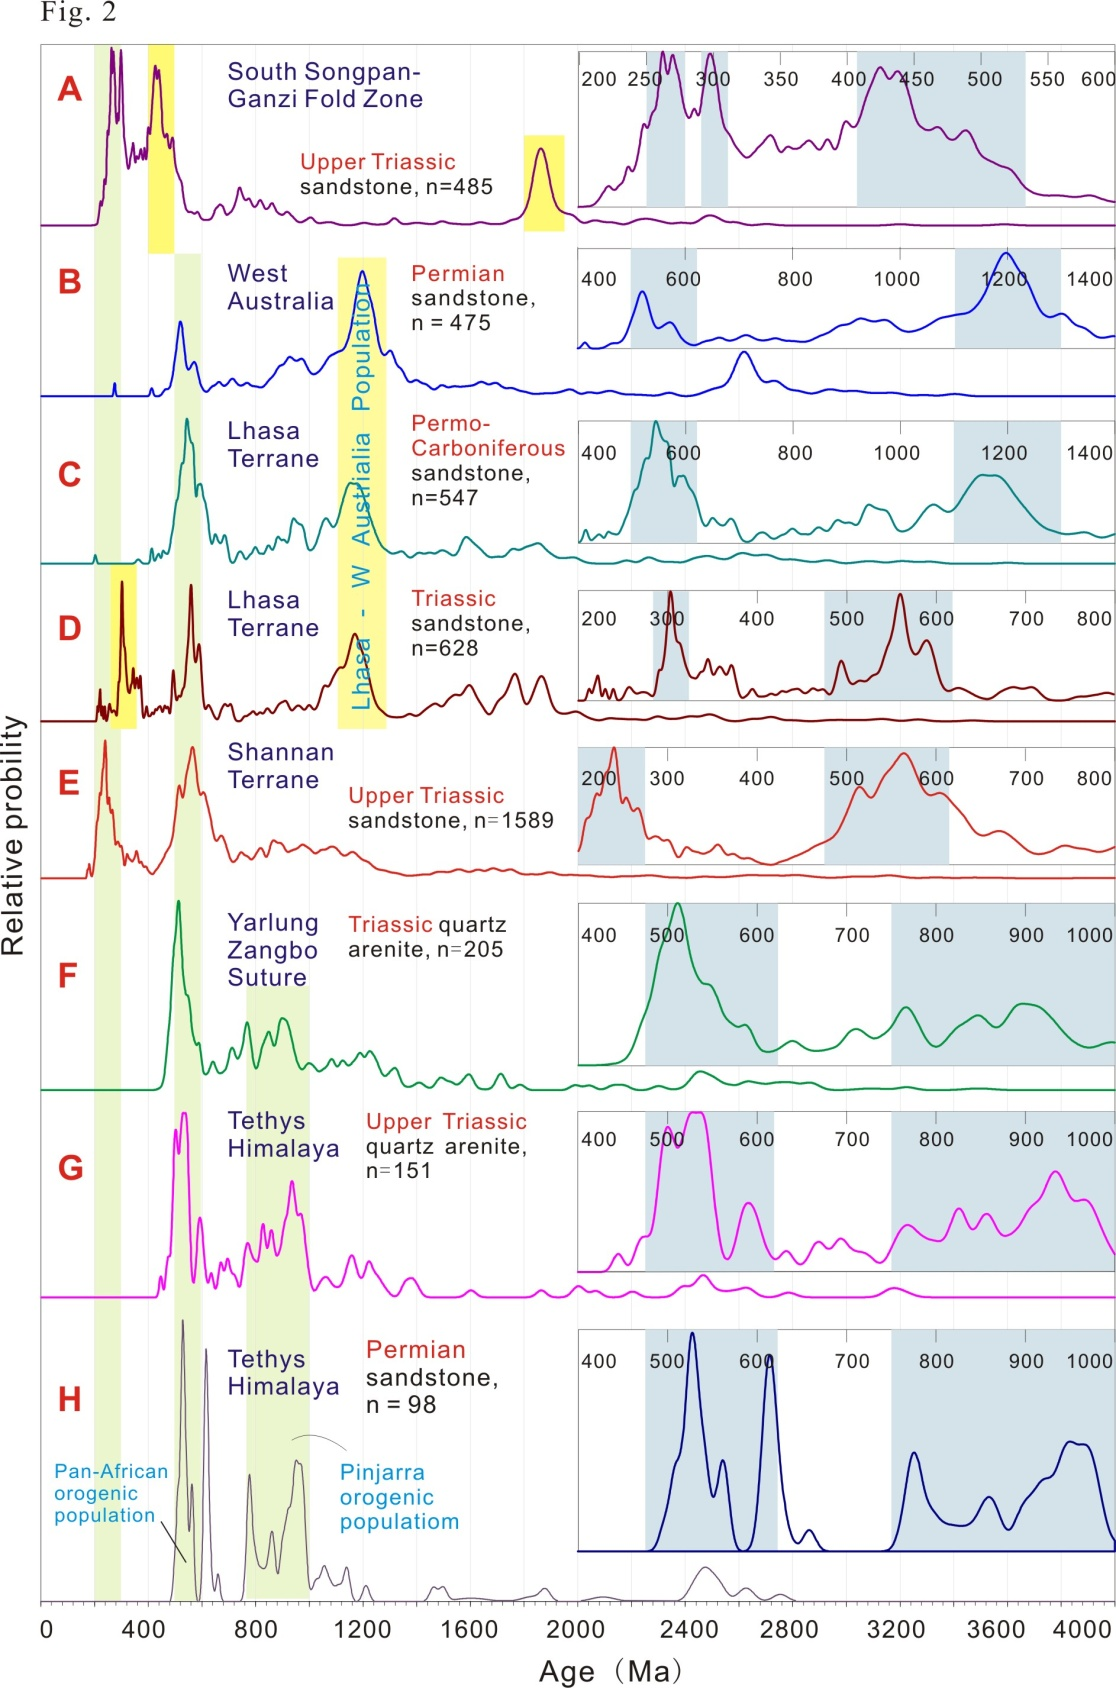 Fig. 2
A
South Songpan-
Ganzi Fold Zone
Upper Triassic
sandstone, n=485
200 250 300 350 400 450 500 550 600
B
West
Australia
Permian
sandstone,
n = 475
400 600 800 1000 1200 1400
C
Lhasa
Terrane
Permo-
Carboniferous
sandstone,
n=547
400 600 800 1000 1200 1400
Lhasa - W Austrialia Population
D
Lhasa
Terrane
Triassic
sandstone,
n=628
200 300 400 500 600 700 800
E
Shannan
Terrane
Upper Triassic
sandstone, n=1589
200 300 400 500 600 700 800
Relative probability
F
Yarlung
Zangbo
Suture
Triassic quartz
arenite, n=205
400 500 600 700 800 900 1000
G
Tethys
Himalaya
Upper Triassic
quartz arenite,
n=151
400 500 600 700 800 900 1000
H
Tethys
Himalaya
Permian
sandstone,
n = 98
400 500 600 700 800 900 1000
Pan-African
orogenic
population
Pinjarra
orogenic
populatiom
0 400 800 1200 1600 2000 2400 2800 3200 3600 4000
Age (Ma)